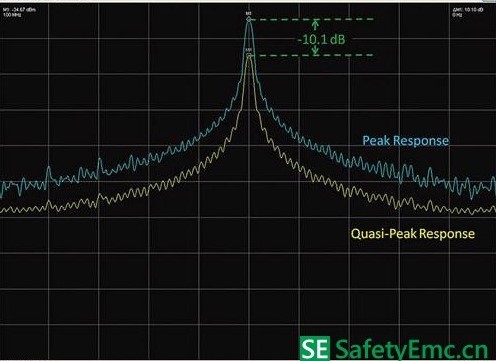 M1: -24.67 dBm
100 MHz
ΔM1: 10.10 dB
0 Hz
M1
-10.1 dB
Peak Response
Quasi-Peak Response
SE SafetyEmc.cn